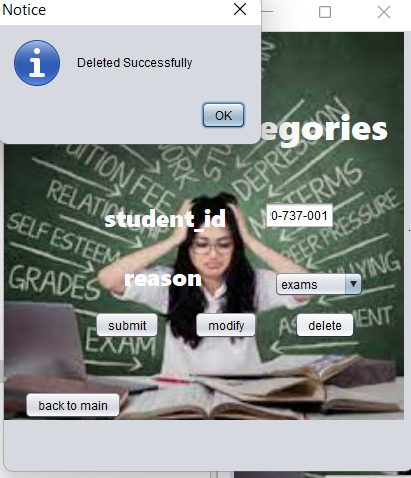 Notice
Deleted Successfully
OK
egories
TUITION FEE
WORK
DEPRESSION
RELATION
TERMS
SELF ESTEEM
PRESSURE
GRADES
student_id
0-737-001
reason
exams
submit
modify
delete
EXAM
back to main